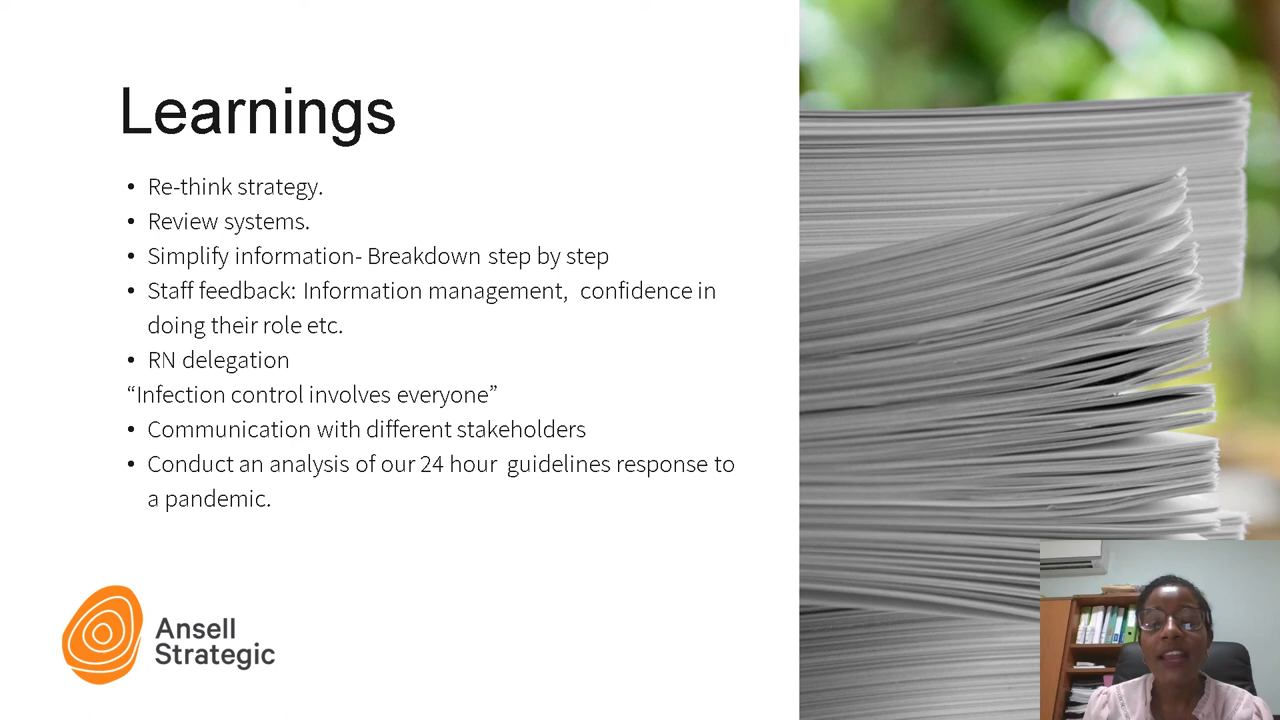 Learnings
• Re-think strategy.
• Review systems.
• Simplify information- Breakdown step by step
• Staff feedback: Information management,  confidence in
doing their role etc.
• RN delegation
“Infection control involves everyone”
• Communication with different stakeholders
• Conduct an analysis of our 24 hour  guidelines response to
a pandemic.
Ansell
Strategic